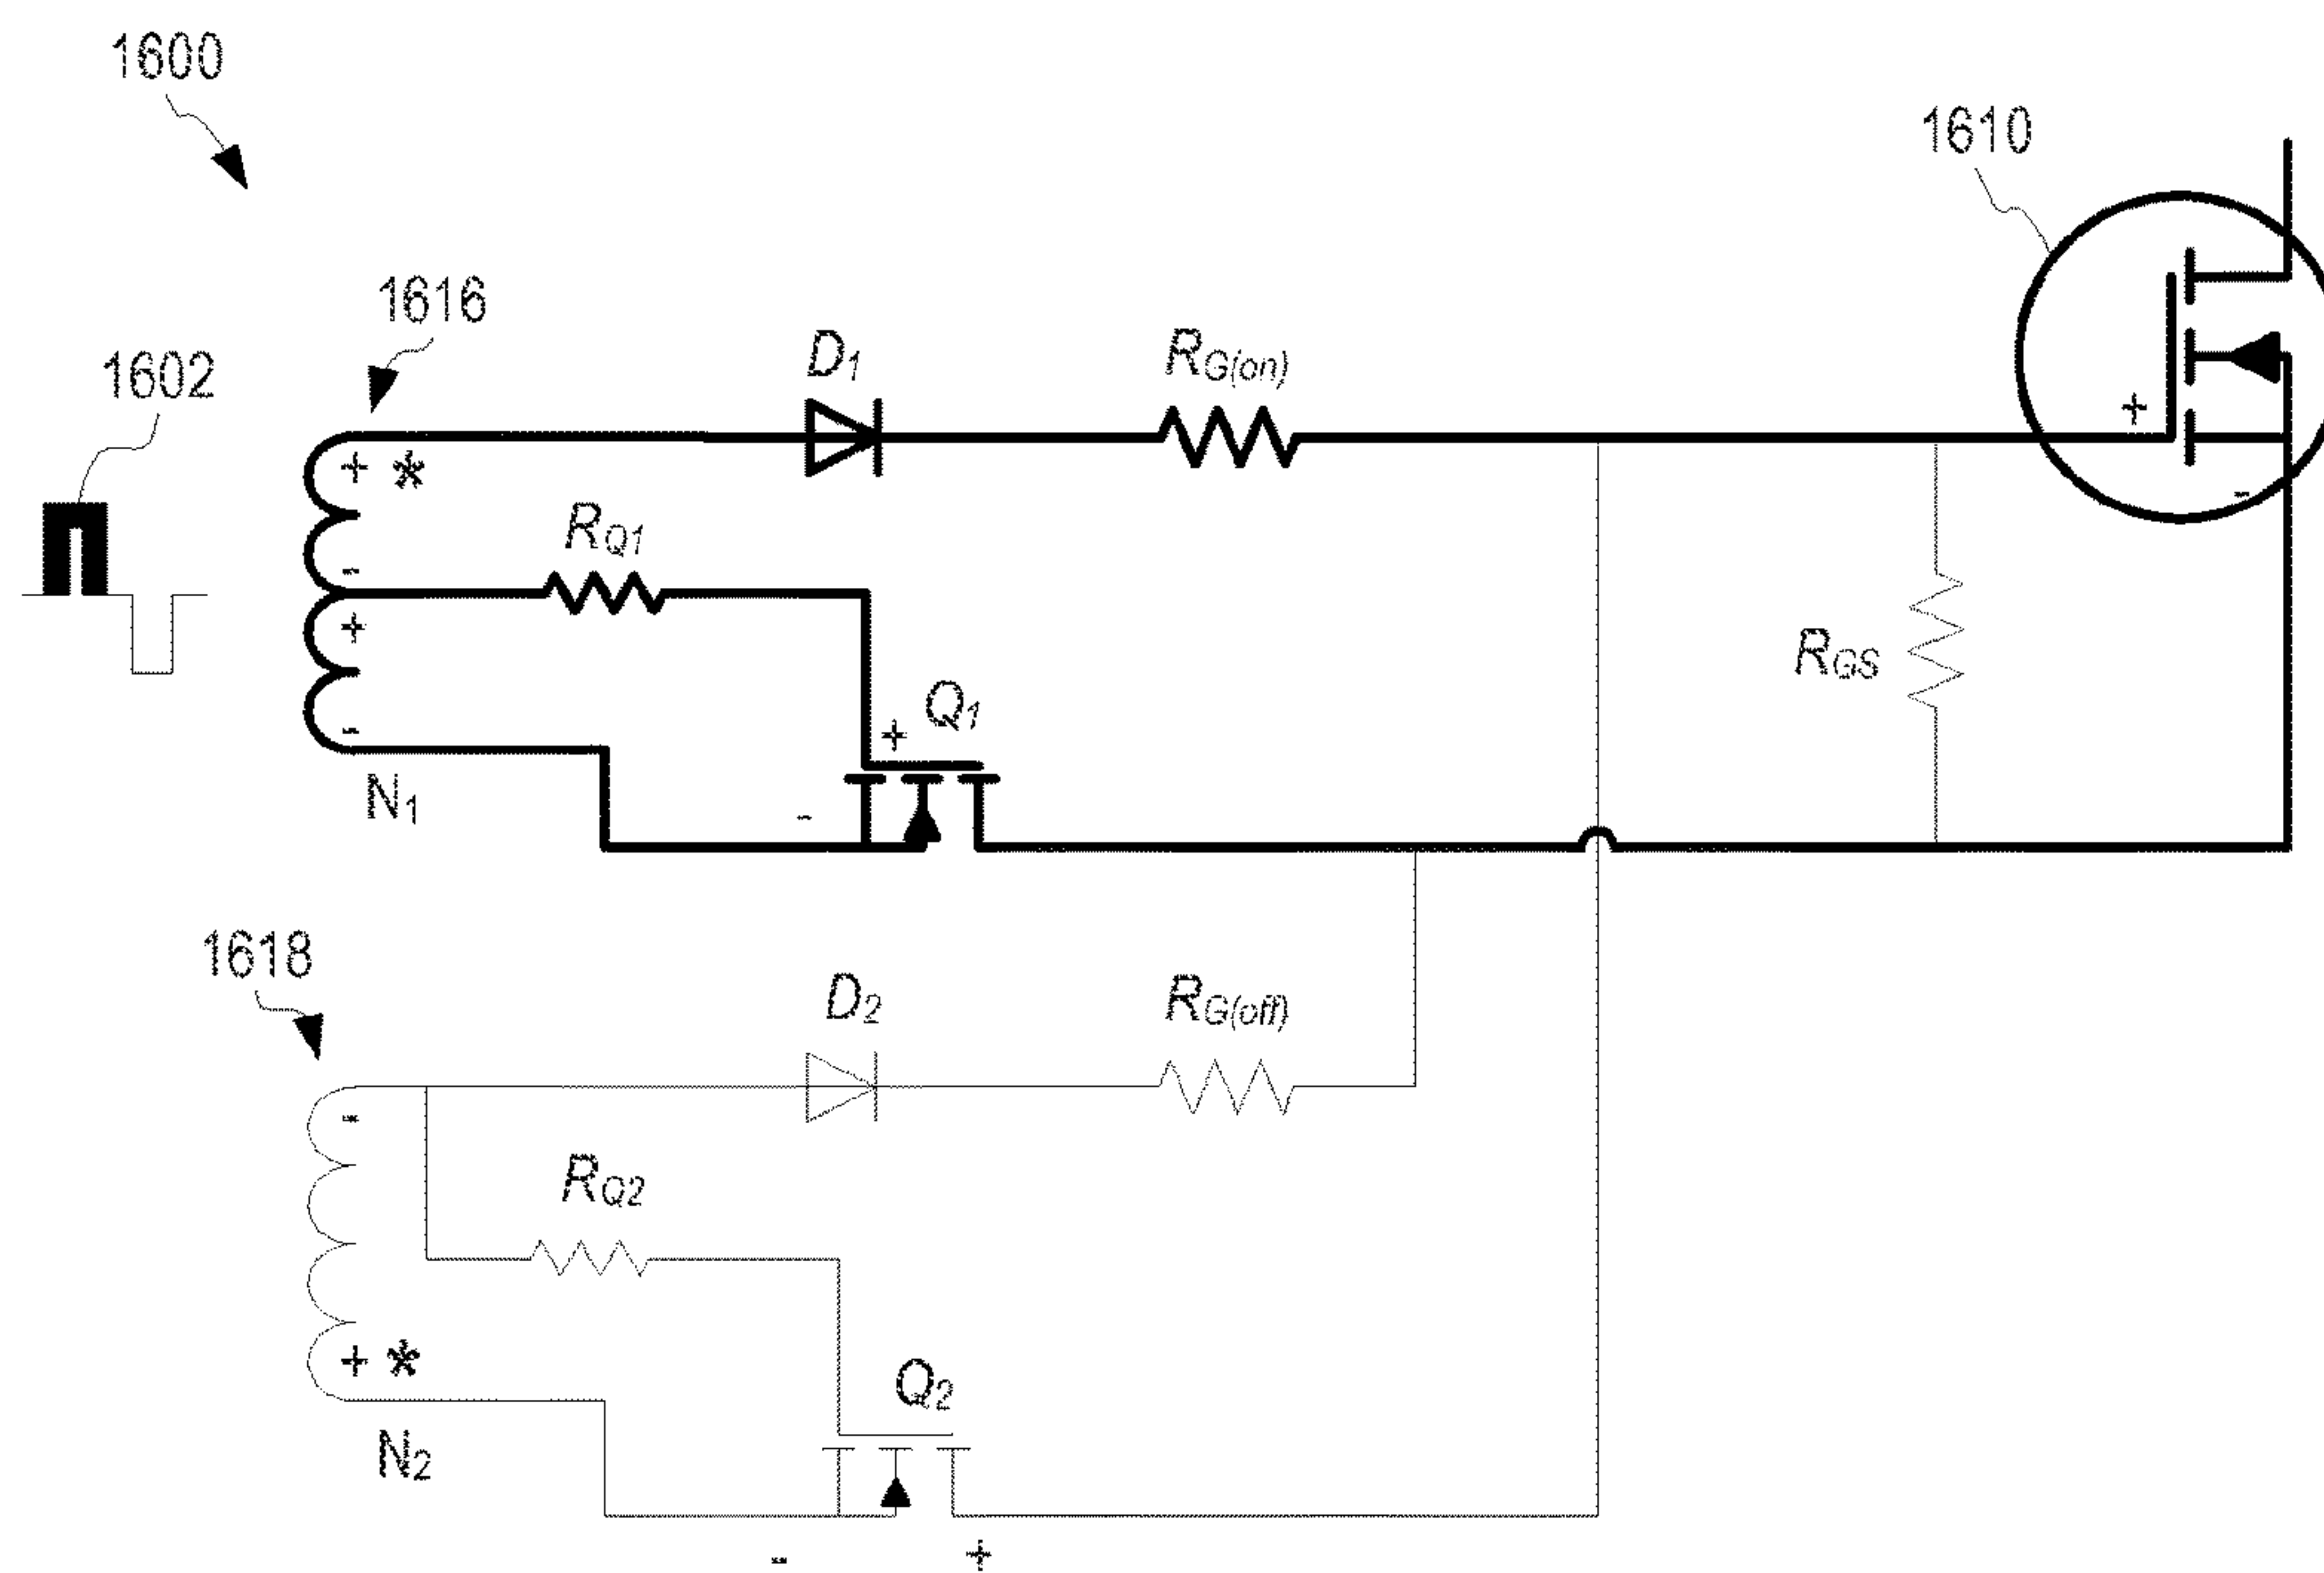 1600
1610
1616
1602
D1
RG(on)
+
+ *
-
-
RQ1
+
RGS
Q1
+
-
N1
-
1618
D2
RG(off)
-
RQ2
+ *
Q2
N2
- +